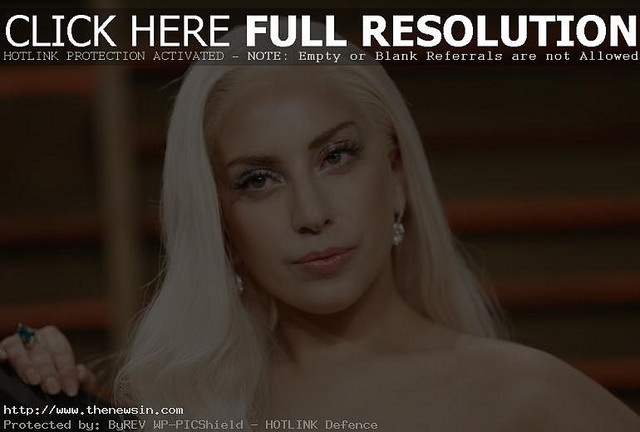 CLICK HERE FULL RESOLUTION
HOTLINK PROTECTION ACTIVATED - NOTE: Empty or Blank Referrals are not Allowed
http://www.thenewsin.com
Protected by: ByREV WP-PICShield - HOTLINK Defence